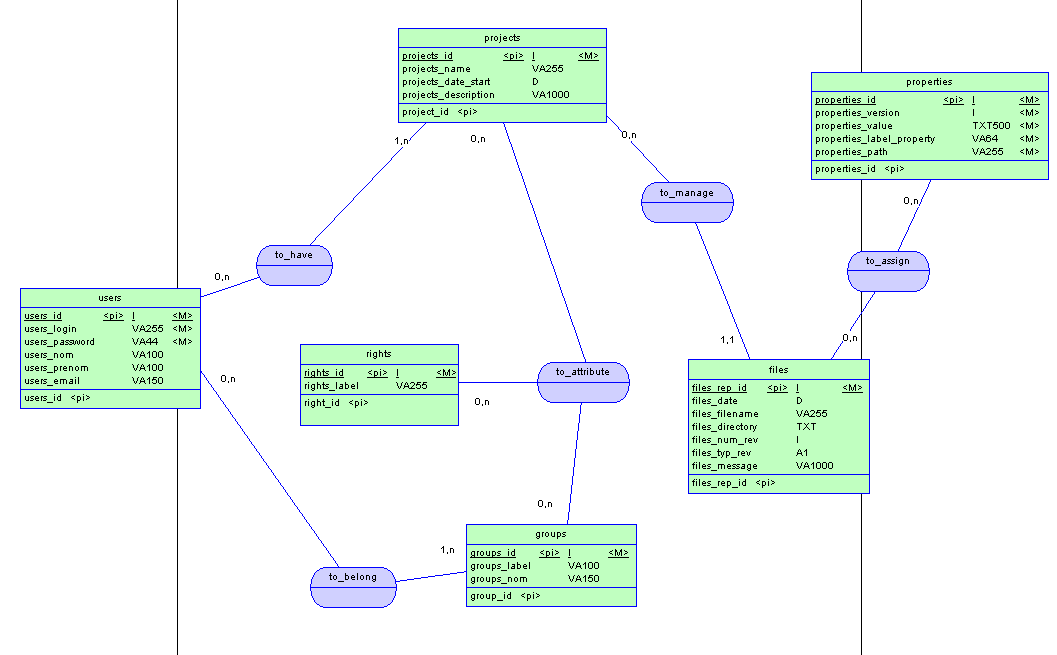 projects
projects_id <pi> I <M>
projects_name VA255
projects_date_start D
projects_description VA1000
project_id <pi>
properties
properties_id <pi> I <M>
properties_version I <M>
properties_value TXT500 <M>
properties_label_property VA64 <M>
properties_path VA255 <M>
properties_id <pi>
1,n
0,n
0,n
to_manage
0,n
to_have
to_assign
0,n
users
users_id <pi> I <M>
users_login VA255 <M>
users_password VA44 <M>
users_nom VA100
users_prenom VA100
users_email VA150
users_id <pi>
0,n
rights
rights_id <pi> I <M>
rights_label VA255
right_id <pi>
0,n
to_attribute
1,1
0,n
files
files_rep_id <pi> I <M>
files_date D
files_filename VA255
files_directory TXT
files_num_rev I
files_typ_rev A1
files_message VA1000
files_rep_id <pi>
0,n
groups
groups_id <pi> I <M>
groups_label VA100
groups_nom VA150
group_id <pi>
1,n
to_belong